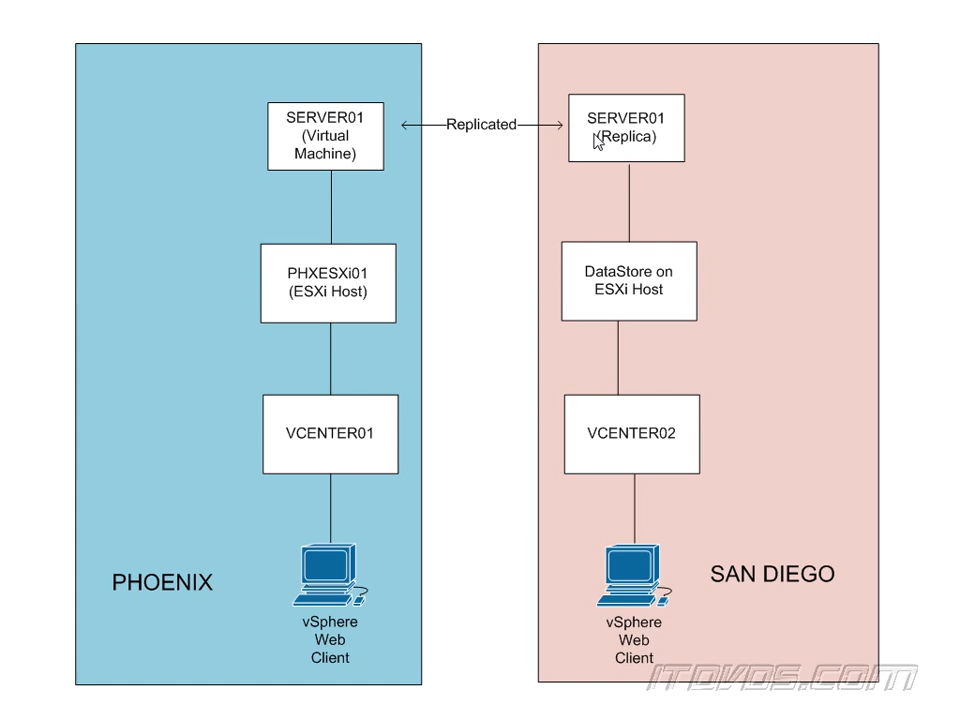 SERVER01
(Virtual
Machine)
Replicated
SERVER01
(Replica)
PHXESXi01
(ESXi Host)
DataStore on
ESXi Host
VCENTER01
VCENTER02
PHOENIX
SAN DIEGO
vSphere
Web
Client
vSphere
Web
Client
ITDVDS.COM